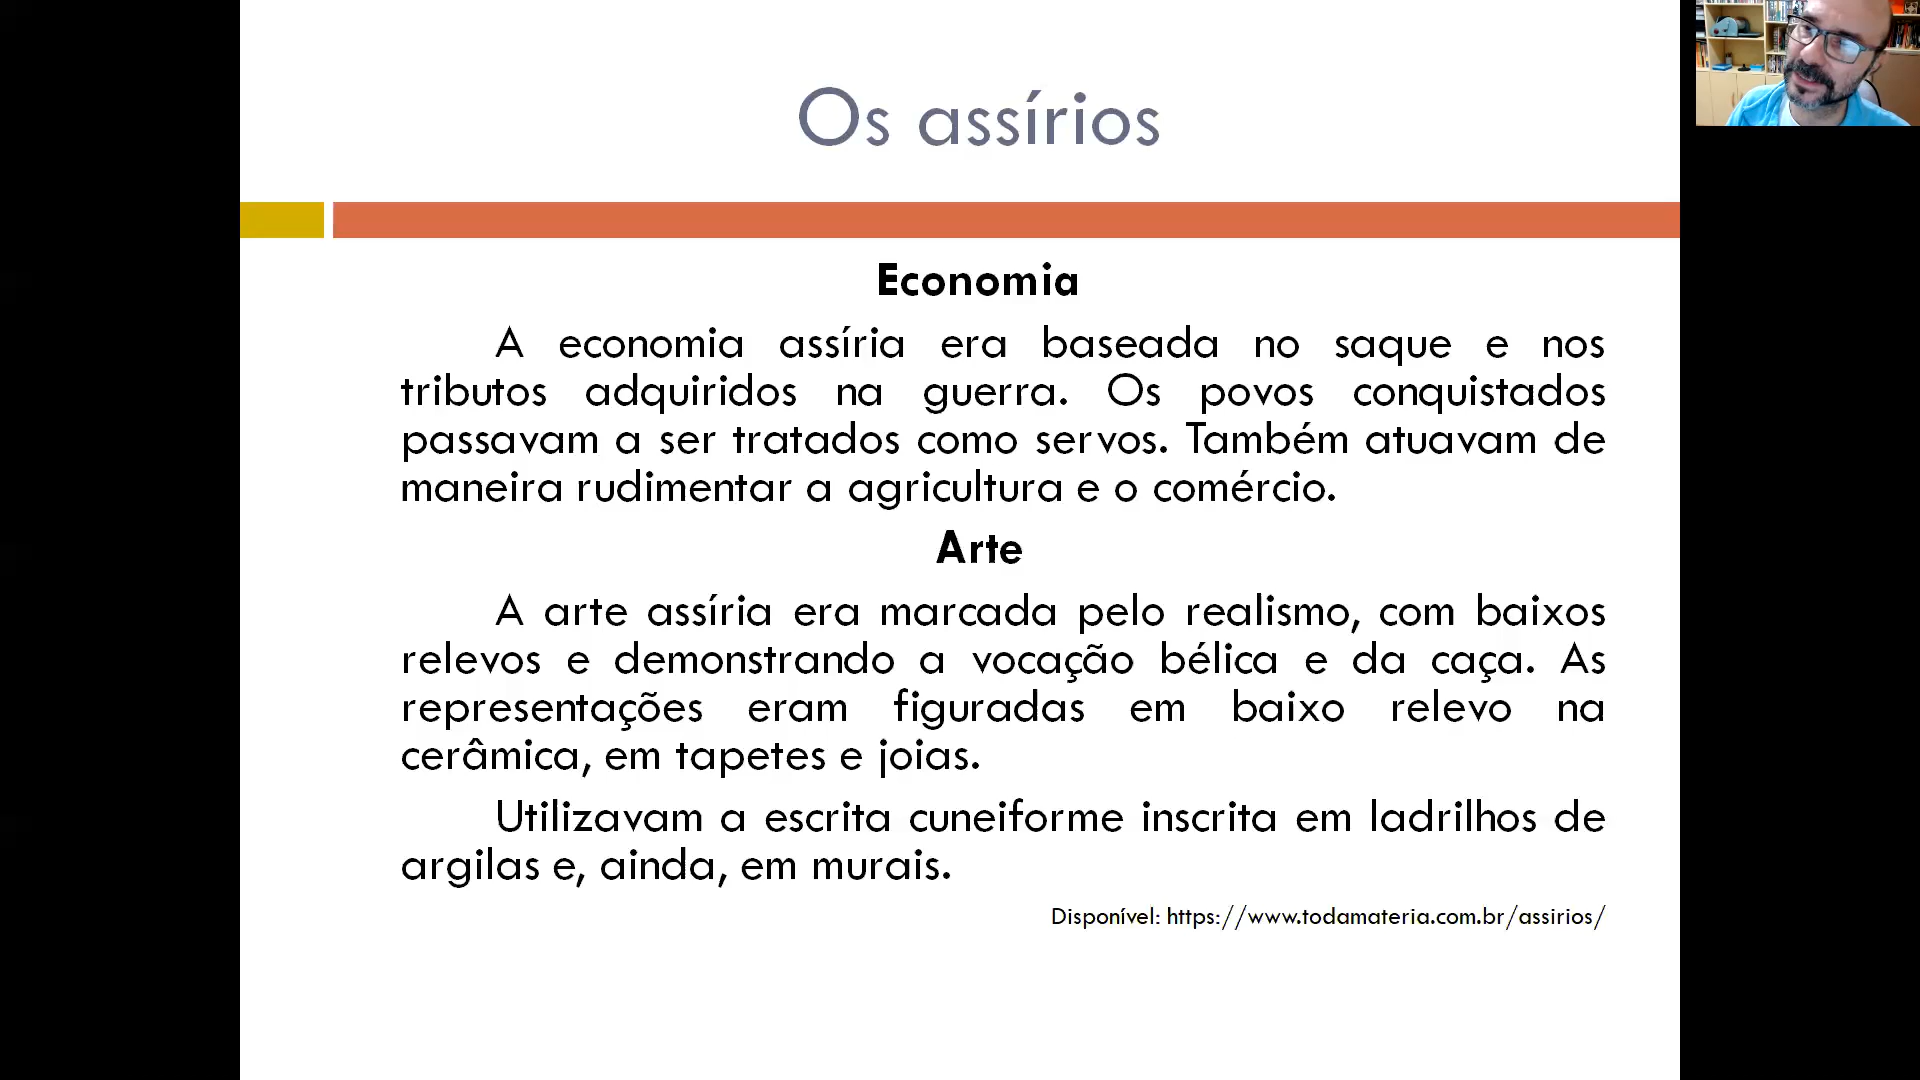 Os assírios
Economia
A economia assíria era baseada no saque e nos
tributos adquiridos na guerra. Os povos conquistados
passavam a ser tratados como servos. Também atuavam de
maneira rudimentar a agricultura e o comércio.
Arte
A arte assíria era marcada pelo realismo, com baixos
relevos e demonstrando a vocação bélica e da caça. As
representações eram figuradas em baixo relevo na
cerâmica, em tapetes e joias.
Utilizavam a escrita cuneiforme inscrita em ladrilhos de
argilas e, ainda, em murais.
Disponível: https://www.todamateria.com.br/assirios/